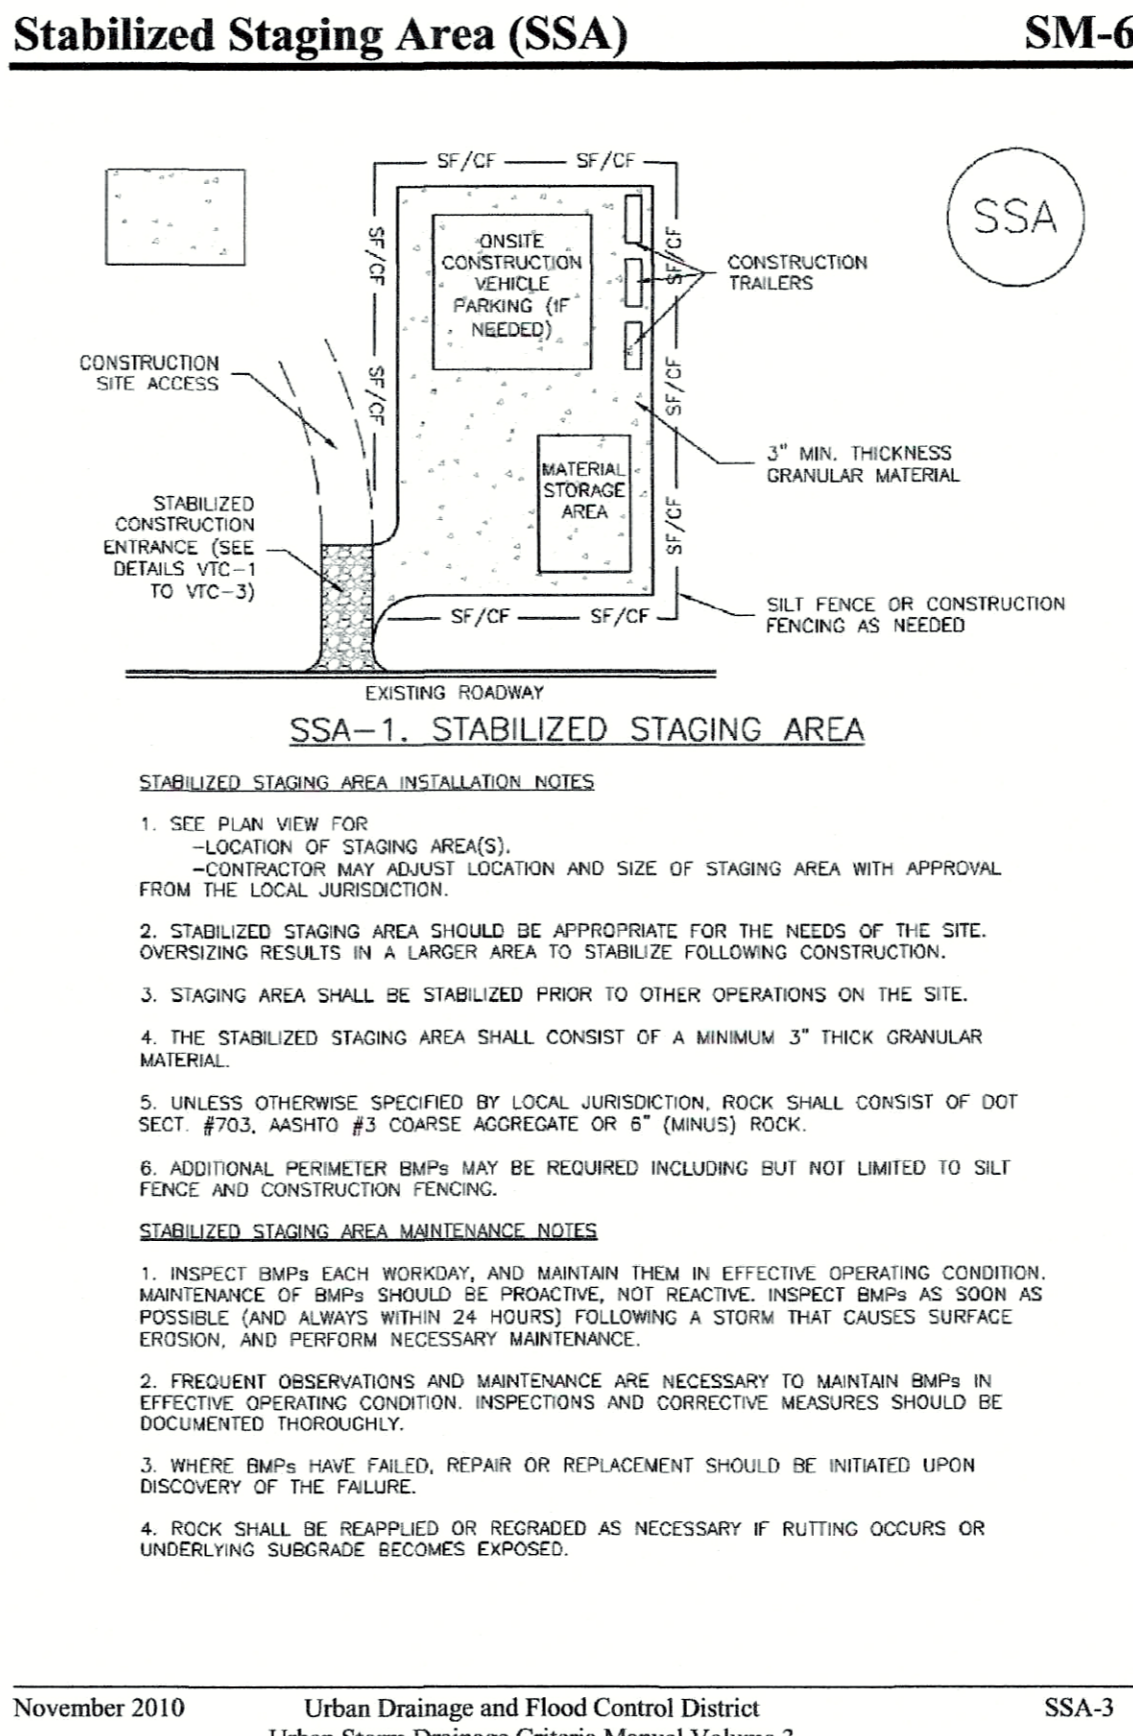 Stabilized Staging Area (SSA) SM-6
SF/CF SF/CF
SSA
SF/CF
SF/CF
ONSITE
CONSTRUCTION
VEHICLE
PARKING (IF
NEEDED)
CONSTRUCTION
TRAILERS
CONSTRUCTION
SITE ACCESS
SF/CF
SF/CF
3" MIN. THICKNESS
GRANULAR MATERIAL
MATERIAL
STORAGE
AREA
STABILIZED
CONSTRUCTION
ENTRANCE (SEE
DETAILS VTC-1
TO VTC-3)
SF/CF
SILT FENCE OR CONSTRUCTION
FENCING AS NEEDED
SF/CF SF/CF
EXISTING ROADWAY
SSA-1. STABILIZED STAGING AREA
STABILIZED STAGING AREA INSTALLATION NOTES
1. SEE PLAN VIEW FOR
-LOCATION OF STAGING AREA(S).
-CONTRACTOR MAY ADJUST LOCATION AND SIZE OF STAGING AREA WITH APPROVAL
FROM THE LOCAL JURISDICTION.
2. STABILIZED STAGING AREA SHOULD BE APPROPRIATE FOR THE NEEDS OF THE SITE.
OVERSIZING RESULTS IN A LARGER AREA TO STABILIZE FOLLOWING CONSTRUCTION.
3. STAGING AREA SHALL BE STABILIZED PRIOR TO OTHER OPERATIONS ON THE SITE.
4. THE STABILIZED STAGING AREA SHALL CONSIST OF A MINIMUM 3" THICK GRANULAR
MATERIAL.
5. UNLESS OTHERWISE SPECIFIED BY LOCAL JURISDICTION, ROCK SHALL CONSIST OF DOT
SECT. #703, AASHTO #3 COARSE AGGREGATE OR 6" (MINUS) ROCK.
6. ADDITIONAL PERIMETER BMPs MAY BE REQUIRED INCLUDING BUT NOT LIMITED TO SILT
FENCE AND CONSTRUCTION FENCING.
STABILIZED STAGING AREA MAINTENANCE NOTES
1. INSPECT BMPs EACH WORKDAY, AND MAINTAIN THEM IN EFFECTIVE OPERATING CONDITION.
MAINTENANCE OF BMPs SHOULD BE PROACTIVE, NOT REACTIVE. INSPECT BMPs AS SOON AS
POSSIBLE (AND ALWAYS WITHIN 24 HOURS) FOLLOWING A STORM THAT CAUSES SURFACE
EROSION, AND PERFORM NECESSARY MAINTENANCE.
2. FREQUENT OBSERVATIONS AND MAINTENANCE ARE NECESSARY TO MAINTAIN BMPs IN
EFFECTIVE OPERATING CONDITION. INSPECTIONS AND CORRECTIVE MEASURES SHOULD BE
DOCUMENTED THOROUGHLY.
3. WHERE BMPs HAVE FAILED, REPAIR OR REPLACEMENT SHOULD BE INITIATED UPON
DISCOVERY OF THE FAILURE.
4. ROCK SHALL BE REAPPLIED OR REGRADED AS NECESSARY IF RUTTING OCCURS OR
UNDERLYING SUBGRADE BECOMES EXPOSED.
November 2010 Urban Drainage and Flood Control District SSA-3
Urban Storm Drainage Criteria Manual Volume 3